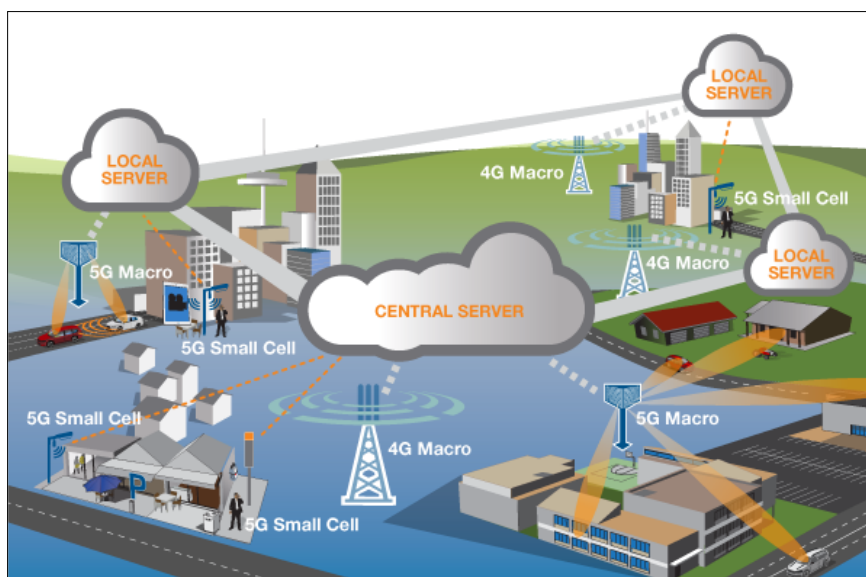 LOCAL
SERVER
LOCAL
SERVER
4G Macro
5G Small Cell
5G Macro
4G Macro
LOCAL
SERVER
CENTRAL SERVER
5G Small Cell
5G Small Cell
5G Macro
4G Macro
P
5G Small Cell